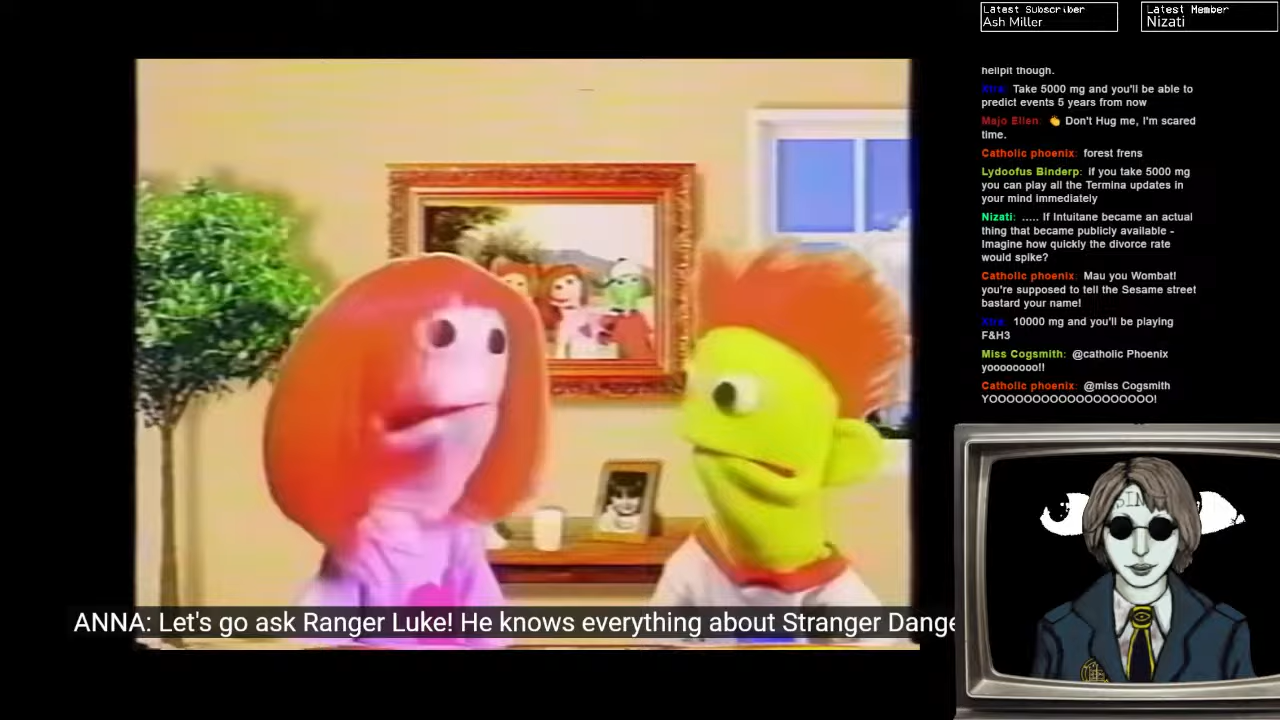 Latest Subscriber
Ash Miller
Latest Member
Nizati
hellpit though.
Xira: Take 5000 mg and you'll be able to
predict events 5 years from now
Majo Ellen: 👏 Don't Hug me, I'm scared
time.
Catholic phoenix: forest frens
Lydoofus Binderp: if you take 5000 mg
you can play all the Termina updates in
your mind immediately
Nizati: ..... If Intuitane became an actual
thing that became publicly available -
Imagine how quickly the divorce rate
would spike?
Catholic phoenix: Mau you Wombat!
you're supposed to tell the Sesame street
bastard your name!
10000 mg and you'll be playing
F&H3
Miss Cogsmith: @catholic Phoenix
yoooooooo!!
Catholic phoenix: @miss Cogsmith
YOOOOOOOOOOOOOOOOOOO!
SIN
ANNA: Let's go ask Ranger Luke! He knows everything about Stranger Dange